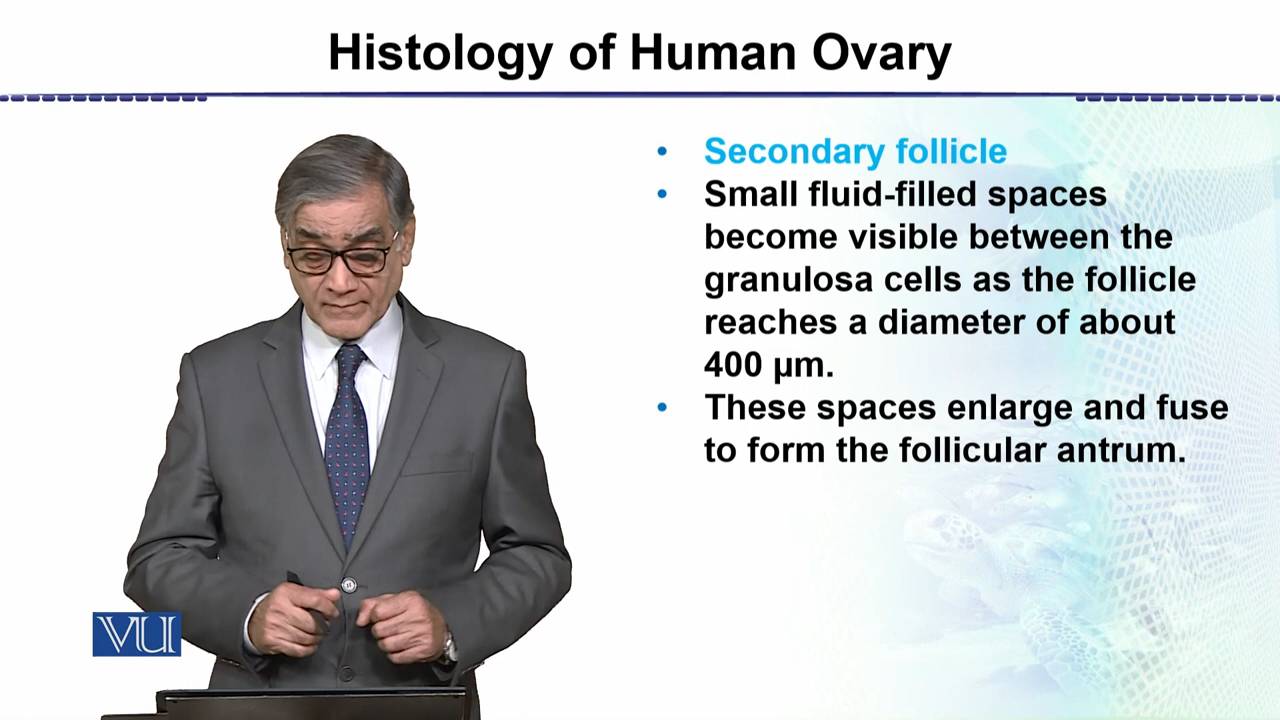 Histology of Human Ovary
• Secondary follicle
• Small fluid-filled spaces
become visible between the
granulosa cells as the follicle
reaches a diameter of about
400 µm.
• These spaces enlarge and fuse
to form the follicular antrum.
VU